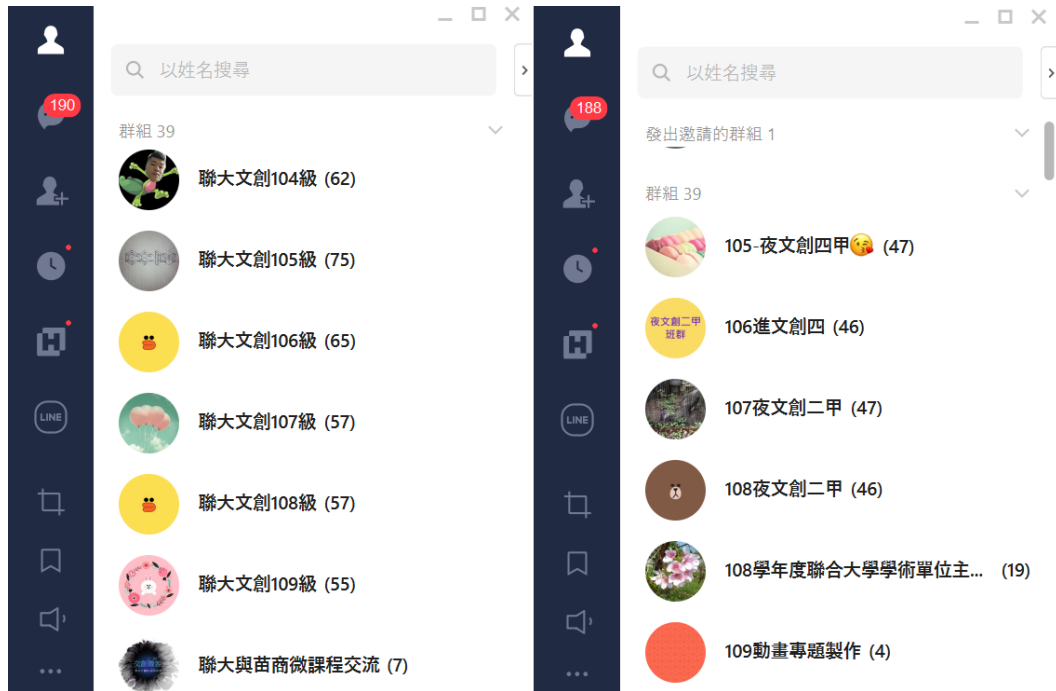 以姓名搜尋
190
群組 39
聯大文創104級 (62)
聯大文創105級 (75)
聯大文創106級 (65)
聯大文創107級 (57)
LINE
聯大文創108級 (57)
聯大文創109級 (55)
聯大與苗商微課程交流 (7)
以姓名搜尋
188
發出邀請的群組 1
群組 39
105-夜文創四甲😘 (47)
夜文創二甲
班群
106進文創四 (46)
107夜文創二甲 (47)
LINE
108夜文創二甲 (46)
108學年度聯合大學學術單位主... (19)
109動畫專題製作 (4)